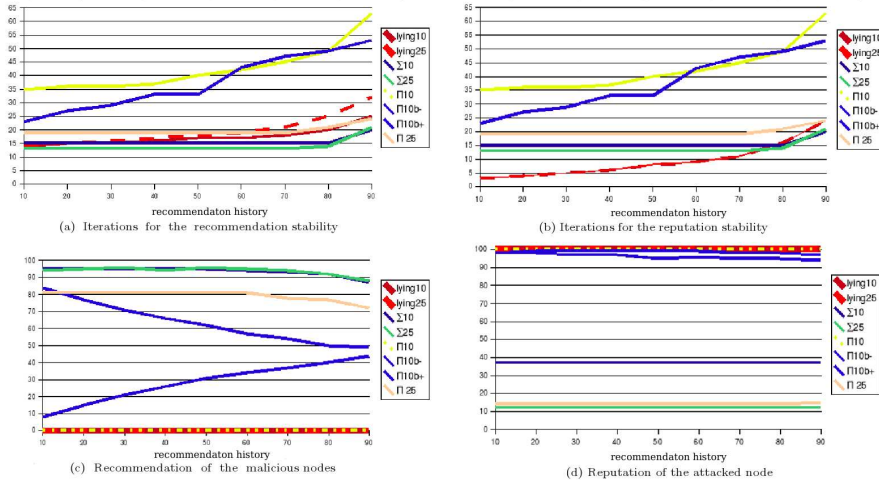 65
60
55
50
45
40
35
30
25
20
15
10
5
0
10 20 30 40 50 60 70 80 90
recommendaton history
lying10
lying25
Σ10
Σ25
Π10
Π10b-
Π10b+
Π 25
(a) Iterations for the recommendation stability
65
60
55
50
45
40
35
30
25
20
15
10
5
0
10 20 30 40 50 60 70 80 90
recommendaton history
lying10
lying25
Σ10
Σ25
Π10
Π10b-
Π10b+
Π 25
(b) Iterations for the reputation stability
100
90
80
70
60
50
40
30
20
10
0
10 20 30 40 50 60 70 80 90
recommendation history
lying10
lying25
Σ10
Σ25
Π10
Π10b-
Π10b+
Π 25
(c) Recommendation of the malicious nodes
100
90
80
70
60
50
40
30
20
10
0
10 20 30 40 50 60 70 80 90
recommendation history
lying10
lying25
Σ10
Σ25
Π10
Π10b-
Π10b+
Π 25
(d) Reputation of the attacked node